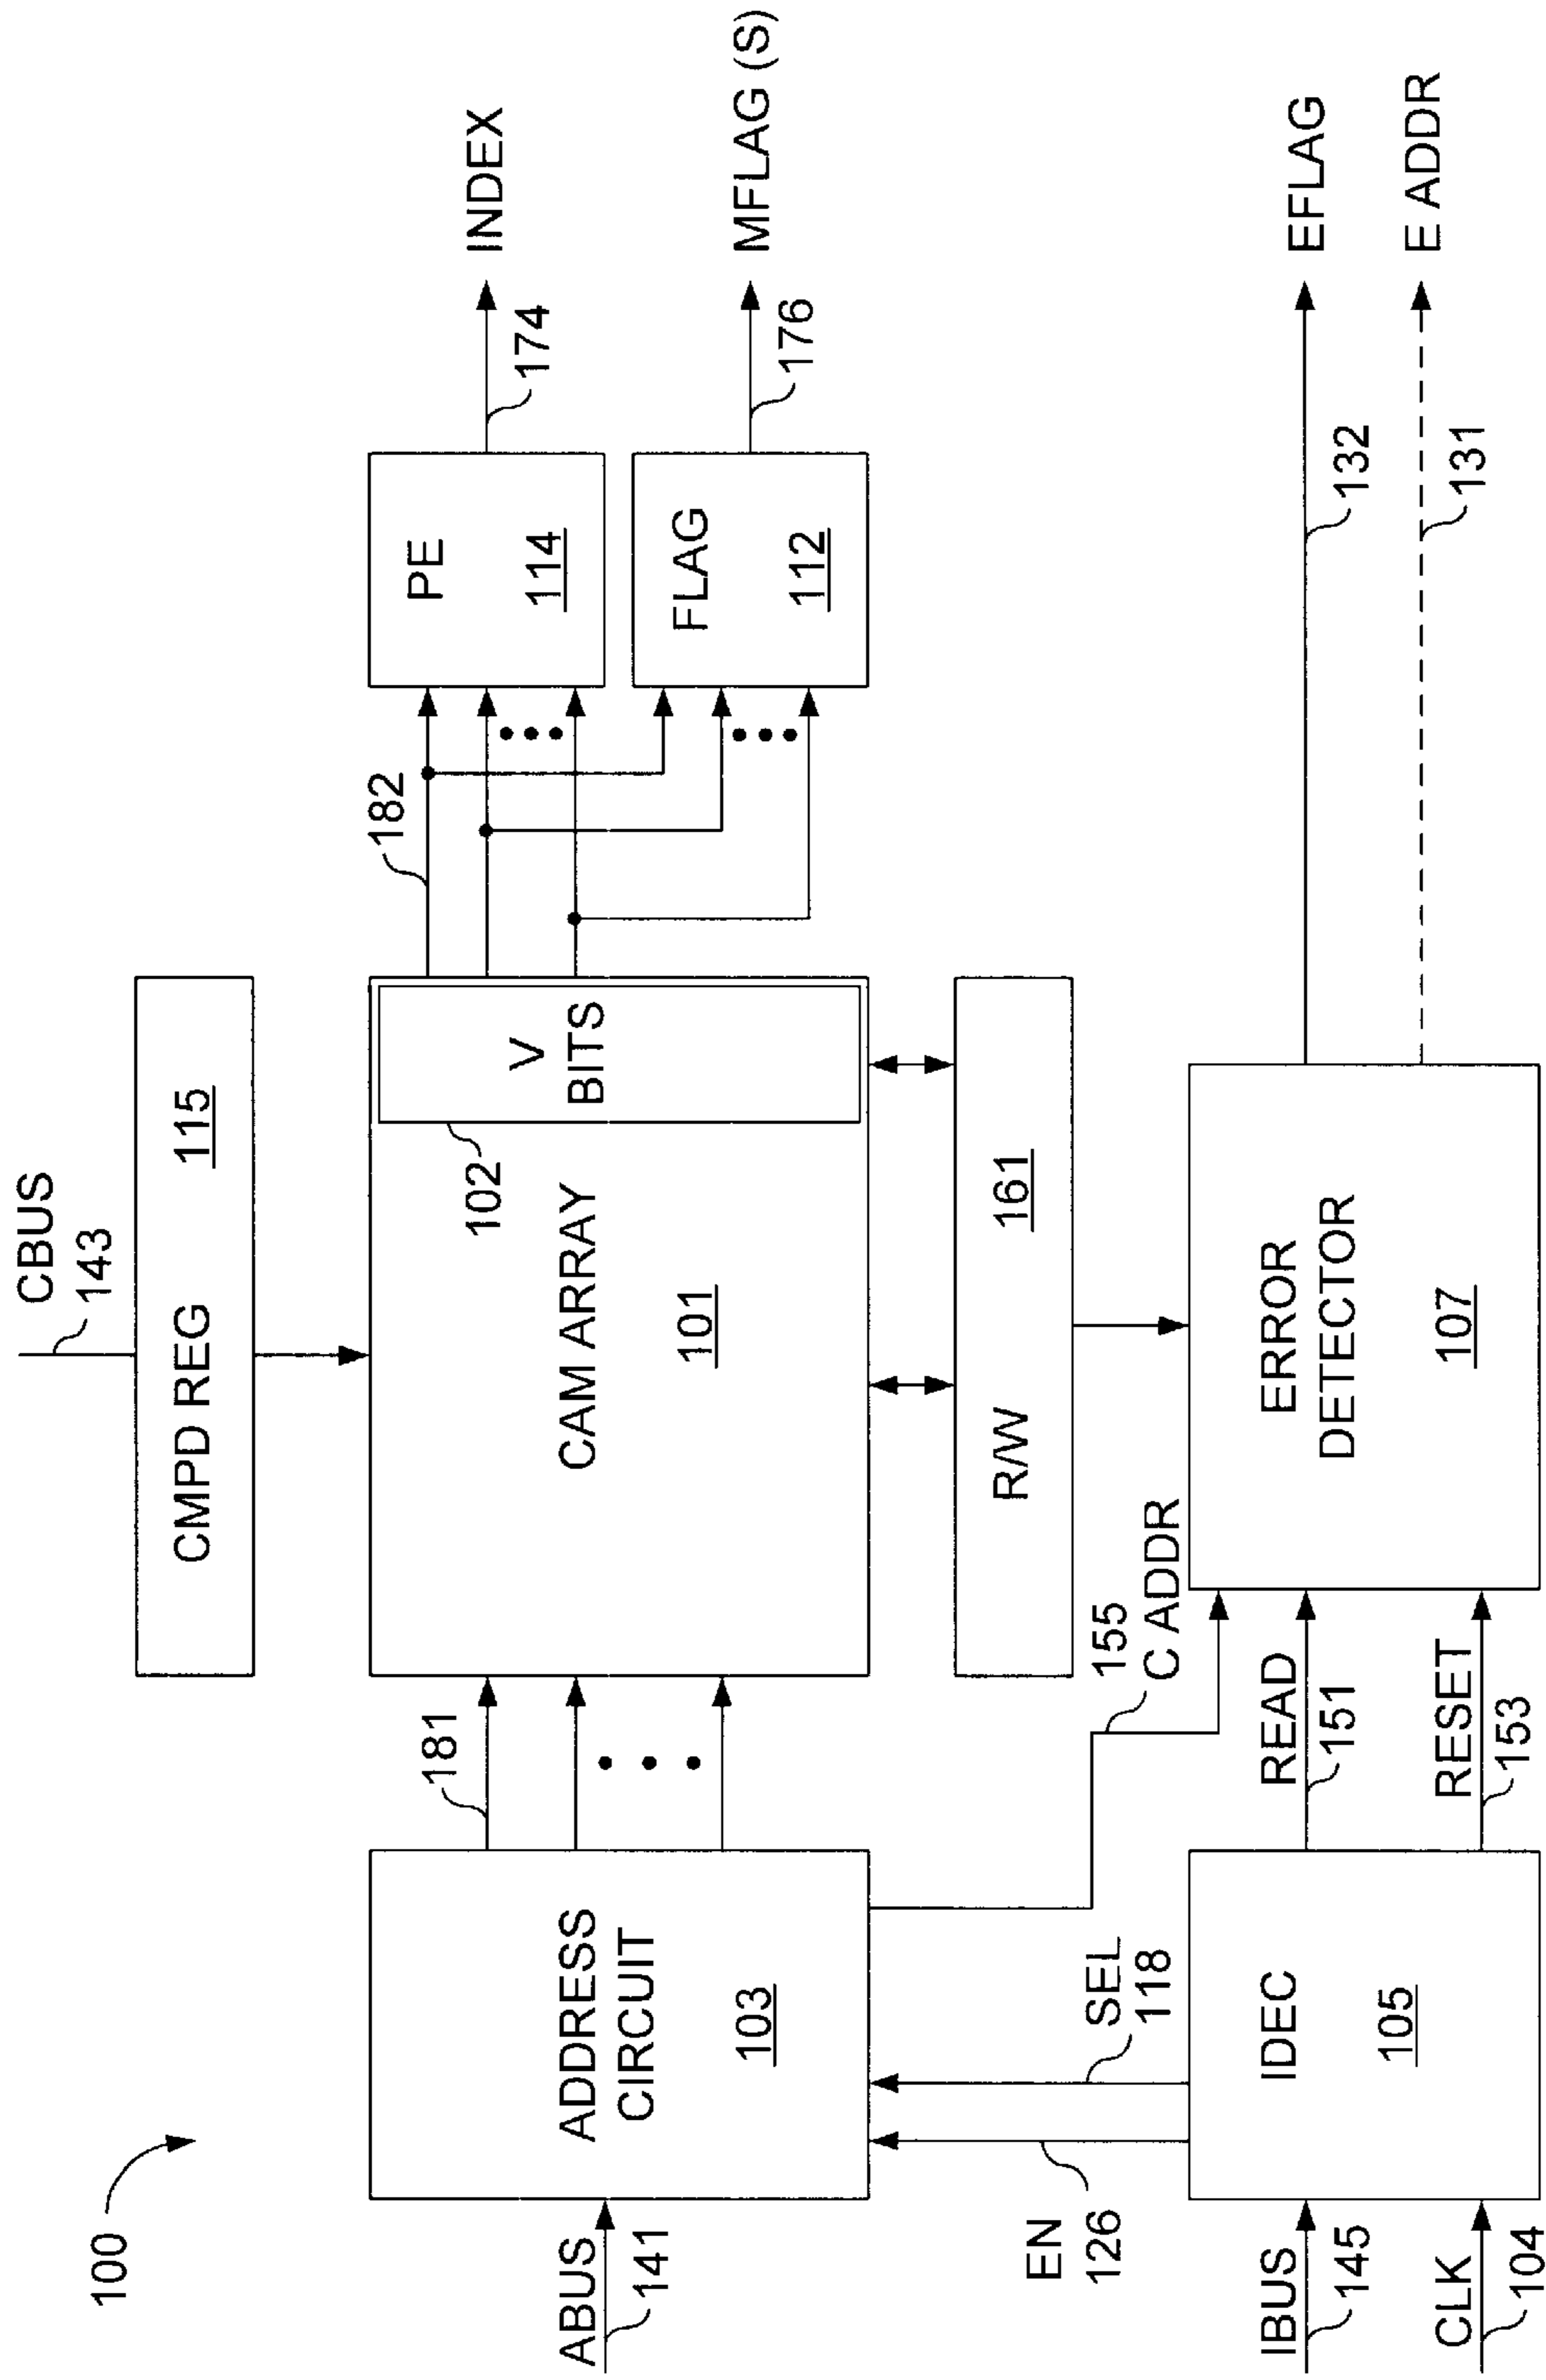 100
CBUS
143
CMPD REG
115
ABUS
141
ADDRESS
CIRCUIT
103
181
CAM ARRAY
101
V
BITS
102
182
PE
114
174
INDEX
FLAG
112
176
MFLAG (S)
R/W
161
EN
126
SEL
118
155
C ADDR
IBUS
145
CLK
104
IDEC
105
READ
151
RESET
153
ERROR
DETECTOR
107
132
EFLAG
131
E ADDR